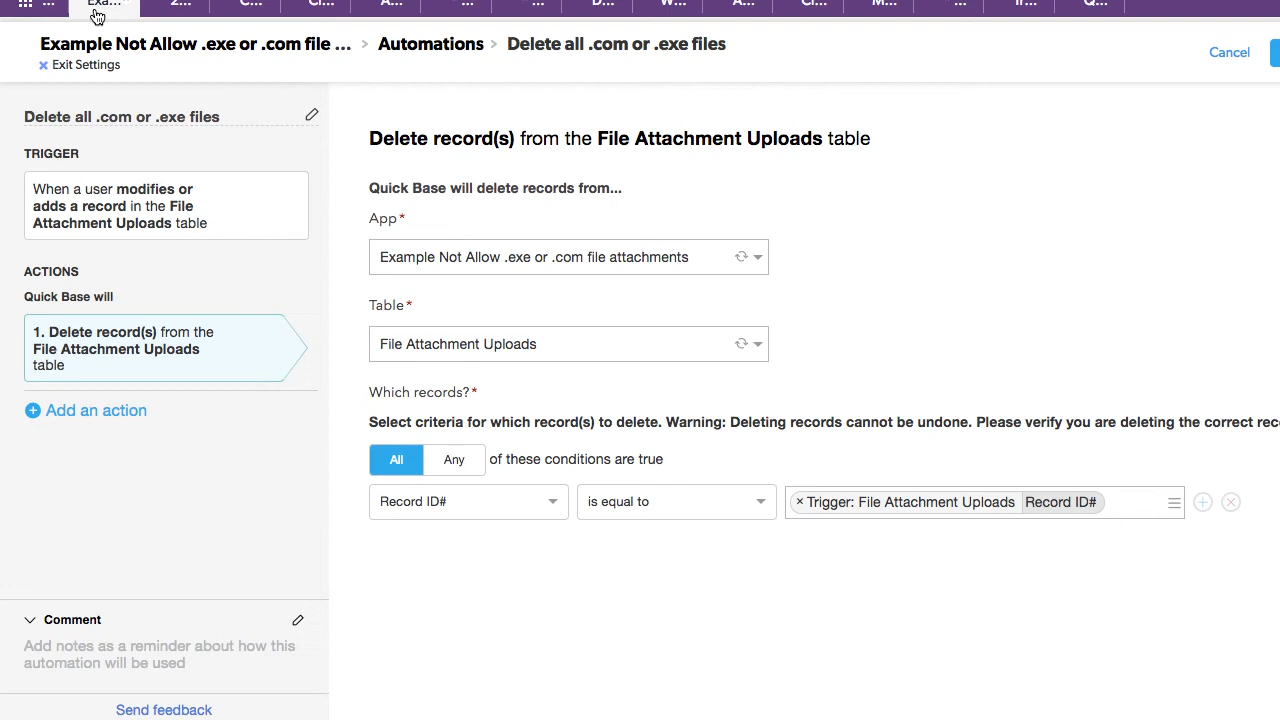 ... Exa... 2... C... Cl... A... ... ... D... W... A... Cl... M... ... Ir... Q...
Example Not Allow .exe or .com file ... > Automations > Delete all .com or .exe files
Exit Settings
Cancel
Delete all .com or .exe files
TRIGGER
When a user modifies or
adds a record in the File
Attachment Uploads table
ACTIONS
Quick Base will
1. Delete record(s) from the
File Attachment Uploads
table
Add an action
Comment
Add notes as a reminder about how this
automation will be used
Send feedback
Delete record(s) from the File Attachment Uploads table
Quick Base will delete records from...
App*
Example Not Allow .exe or .com file attachments
Table*
File Attachment Uploads
Which records?*
Select criteria for which record(s) to delete. Warning: Deleting records cannot be undone. Please verify you are deleting the correct rec
All Any of these conditions are true
Record ID# is equal to × Trigger: File Attachment Uploads Record ID#